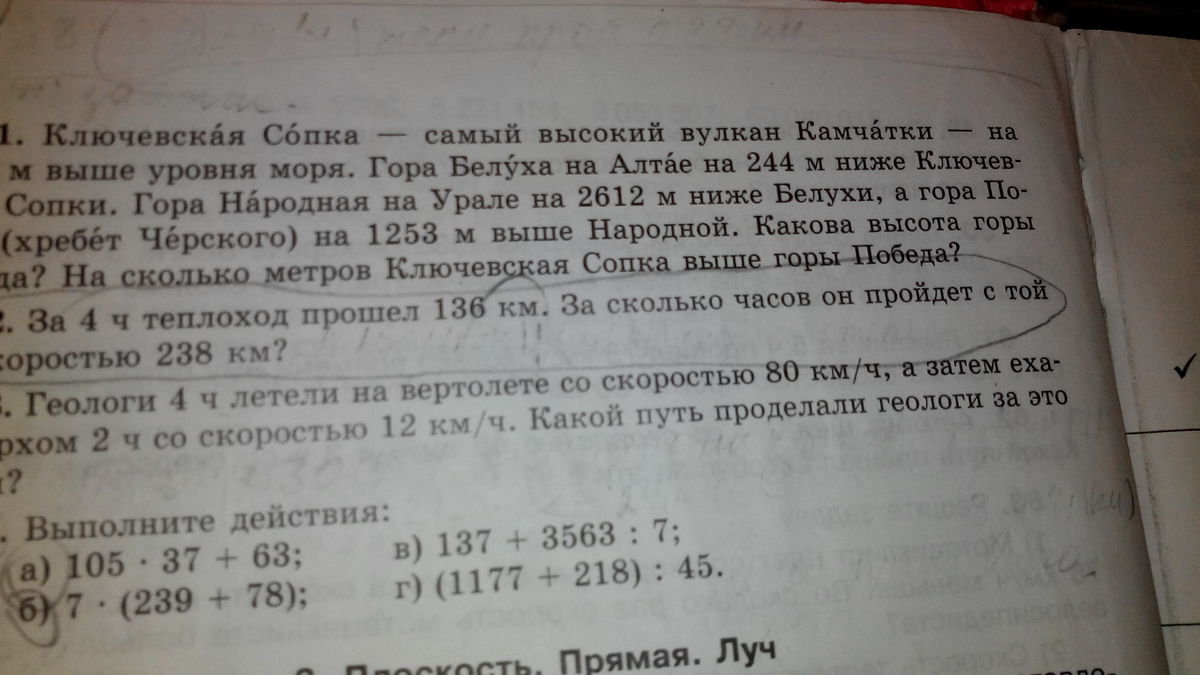 1. Ключевска́я Со́пка — самый высокий вулкан Камча́тки — на
м выше уровня моря. Гора Белу́ха на Алта́е на 244 м ниже Ключев-
Сопки. Гора На́родная на Урале на 2612 м ниже Белухи, а гора По-
(хребе́т Че́рского) на 1253 м выше Народной. Какова высота горы
да? На сколько метров Ключевская Сопка выше горы Победа?
2. За 4 ч теплоход прошел 136 км. За сколько часов он пройдет с той
коростью 238 км?
3. Геологи 4 ч летели на вертолете со скоростью 80 км/ч, а затем еха-
рхом 2 ч со скоростью 12 км/ч. Какой путь проделали геологи за это
?
. Выполните действия:
а) 105 · 37 + 63; в) 137 + 3563 : 7;
б) 7 · (239 + 78); г) (1177 + 218) : 45.
Плоскость. Прямая. Луч